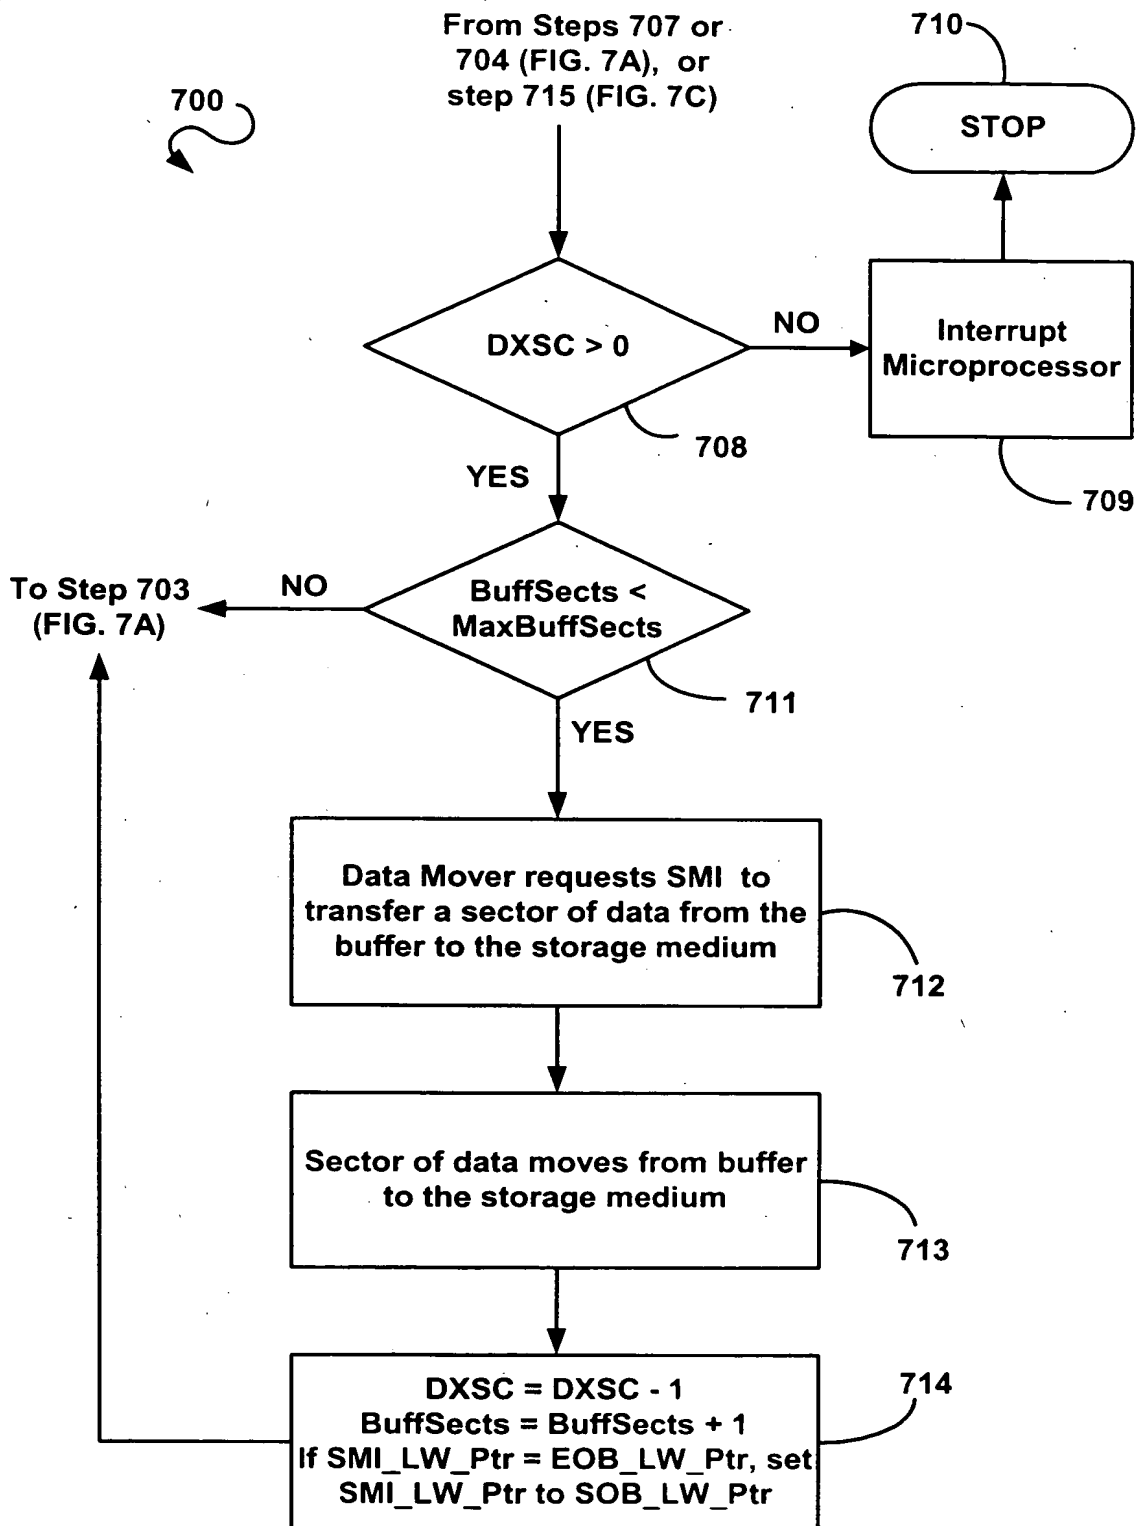 From Steps 707 or
704 (FIG. 7A), or
step 715 (FIG. 7C)
710
STOP
700
DXSC > 0
NO
Interrupt
Microprocessor
708
709
YES
To Step 703
(FIG. 7A)
NO
BuffSects <
MaxBuffSects
711
YES
Data Mover requests SMI to
transfer a sector of data from the
buffer to the storage medium
712
Sector of data moves from buffer
to the storage medium
713
DXSC = DXSC - 1
BuffSects = BuffSects + 1
If SMI_LW_Ptr = EOB_LW_Ptr, set
SMI_LW_Ptr to SOB_LW_Ptr
714